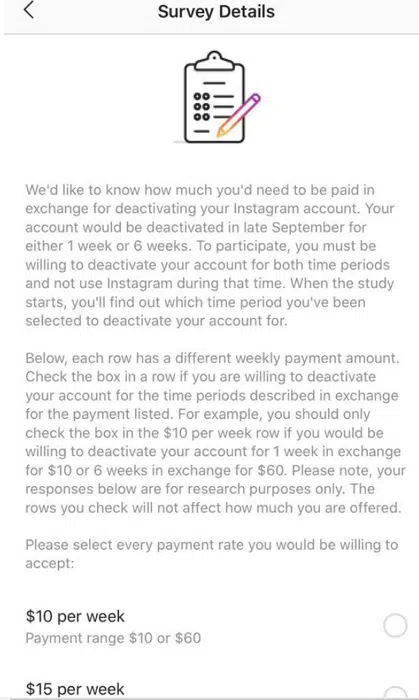 Survey Details
We'd like to know how much you'd need to be paid in
exchange for deactivating your Instagram account. Your
account would be deactivated in late September for
either 1 week or 6 weeks. To participate, you must be
willing to deactivate your account for both time periods
and not use Instagram during that time. When the study
starts, you'll find out which time period you've been
selected to deactivate your account for.
Below, each row has a different weekly payment amount.
Check the box in a row if you are willing to deactivate
your account for the time periods described in exchange
for the payment listed. For example, you should only
check the box in the $10 per week row if you would be
willing to deactivate your account for 1 week in exchange
for $10 or 6 weeks in exchange for $60. Please note, your
responses below are for research purposes only. The
rows you check will not affect how much you are offered.
Please select every payment rate you would be willing to
accept:
$10 per week
Payment range $10 or $60
$15 per week